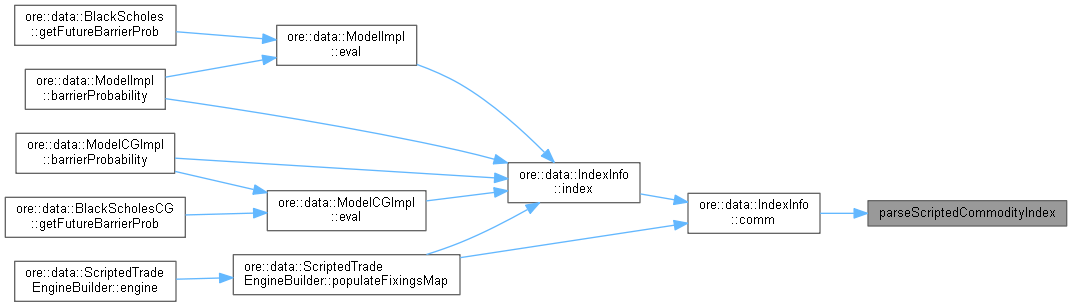 ore::data::BlackScholes
::getFutureBarrierProb
ore::data::ModelImpl
::eval
ore::data::ModelImpl
::barrierProbability
ore::data::ModelCGImpl
::barrierProbability
ore::data::IndexInfo
::index
ore::data::ModelCGImpl
::eval
ore::data::IndexInfo
::comm
parseScriptedCommodityIndex
ore::data::BlackScholesCG
::getFutureBarrierProb
ore::data::ScriptedTrade
EngineBuilder::engine
ore::data::ScriptedTrade
EngineBuilder::populateFixingsMap